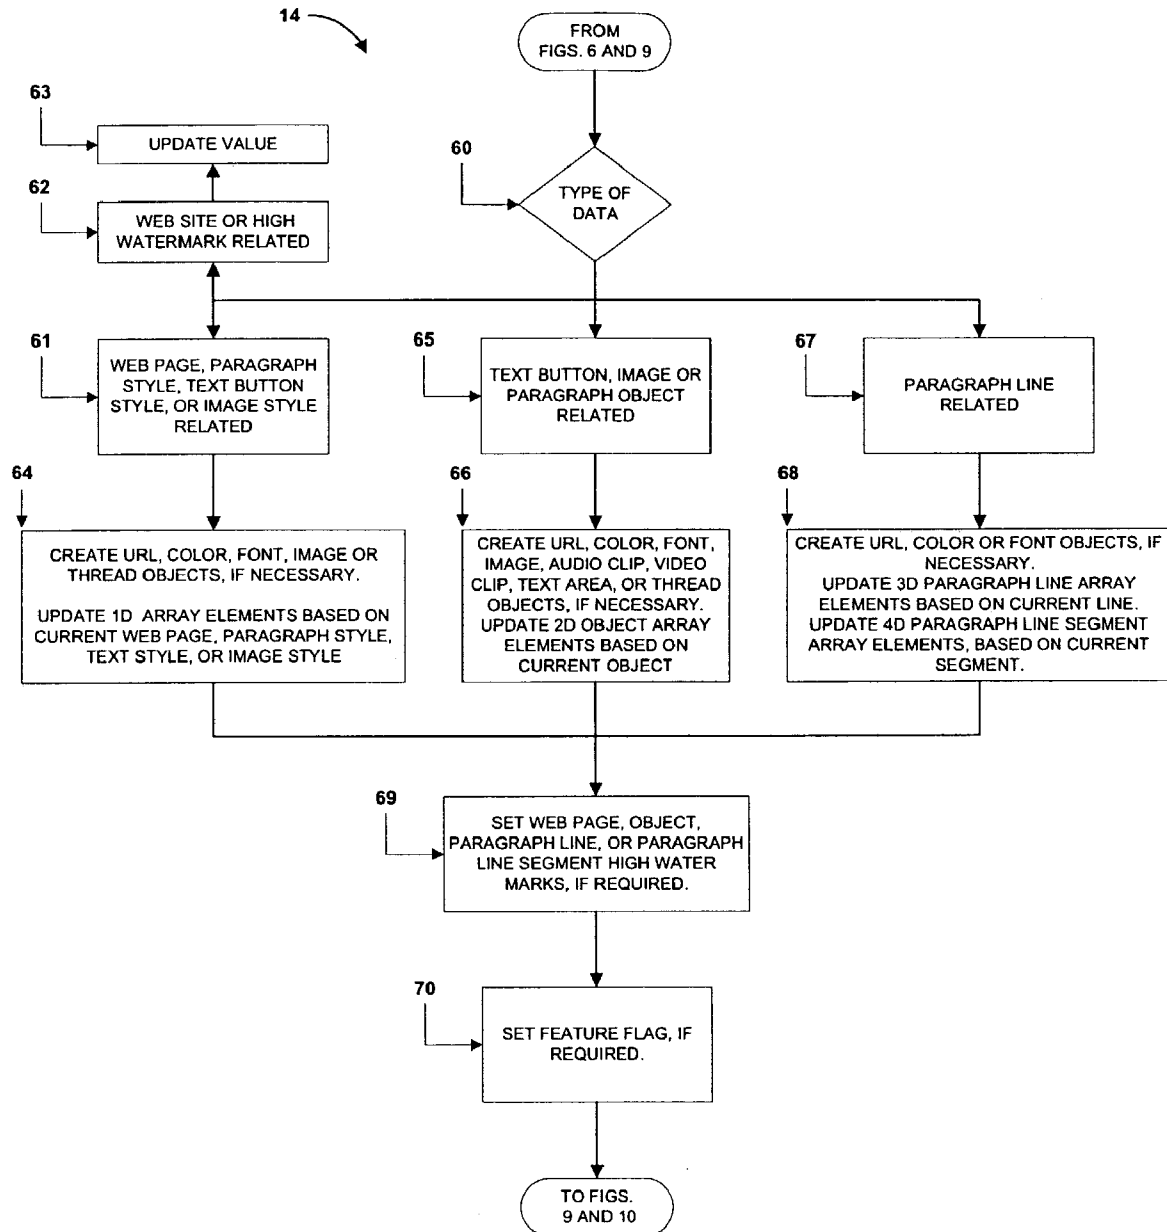 14
FROM
FIGS. 6 AND 9
63
UPDATE VALUE
60
TYPE OF
DATA
62
WEB SITE OR HIGH
WATERMARK RELATED
61
WEB PAGE, PARAGRAPH
STYLE, TEXT BUTTON
STYLE, OR IMAGE STYLE
RELATED
65
TEXT BUTTON, IMAGE OR
PARAGRAPH OBJECT
RELATED
67
PARAGRAPH LINE
RELATED
64
CREATE URL, COLOR, FONT, IMAGE OR
THREAD OBJECTS, IF NECESSARY.
UPDATE 1D ARRAY ELEMENTS BASED ON
CURRENT WEB PAGE, PARAGRAPH STYLE,
TEXT STYLE, OR IMAGE STYLE
66
CREATE URL, COLOR, FONT,
IMAGE, AUDIO CLIP, VIDEO
CLIP, TEXT AREA, OR THREAD
OBJECTS, IF NECESSARY.
UPDATE 2D OBJECT ARRAY
ELEMENTS BASED ON
CURRENT OBJECT
68
CREATE URL, COLOR OR FONT OBJECTS, IF
NECESSARY.
UPDATE 3D PARAGRAPH LINE ARRAY
ELEMENTS BASED ON CURRENT LINE.
UPDATE 4D PARAGRAPH LINE SEGMENT
ARRAY ELEMENTS, BASED ON CURRENT
SEGMENT.
69
SET WEB PAGE, OBJECT,
PARAGRAPH LINE, OR PARAGRAPH
LINE SEGMENT HIGH WATER
MARKS, IF REQUIRED.
70
SET FEATURE FLAG, IF
REQUIRED.
TO FIGS.
9 AND 10